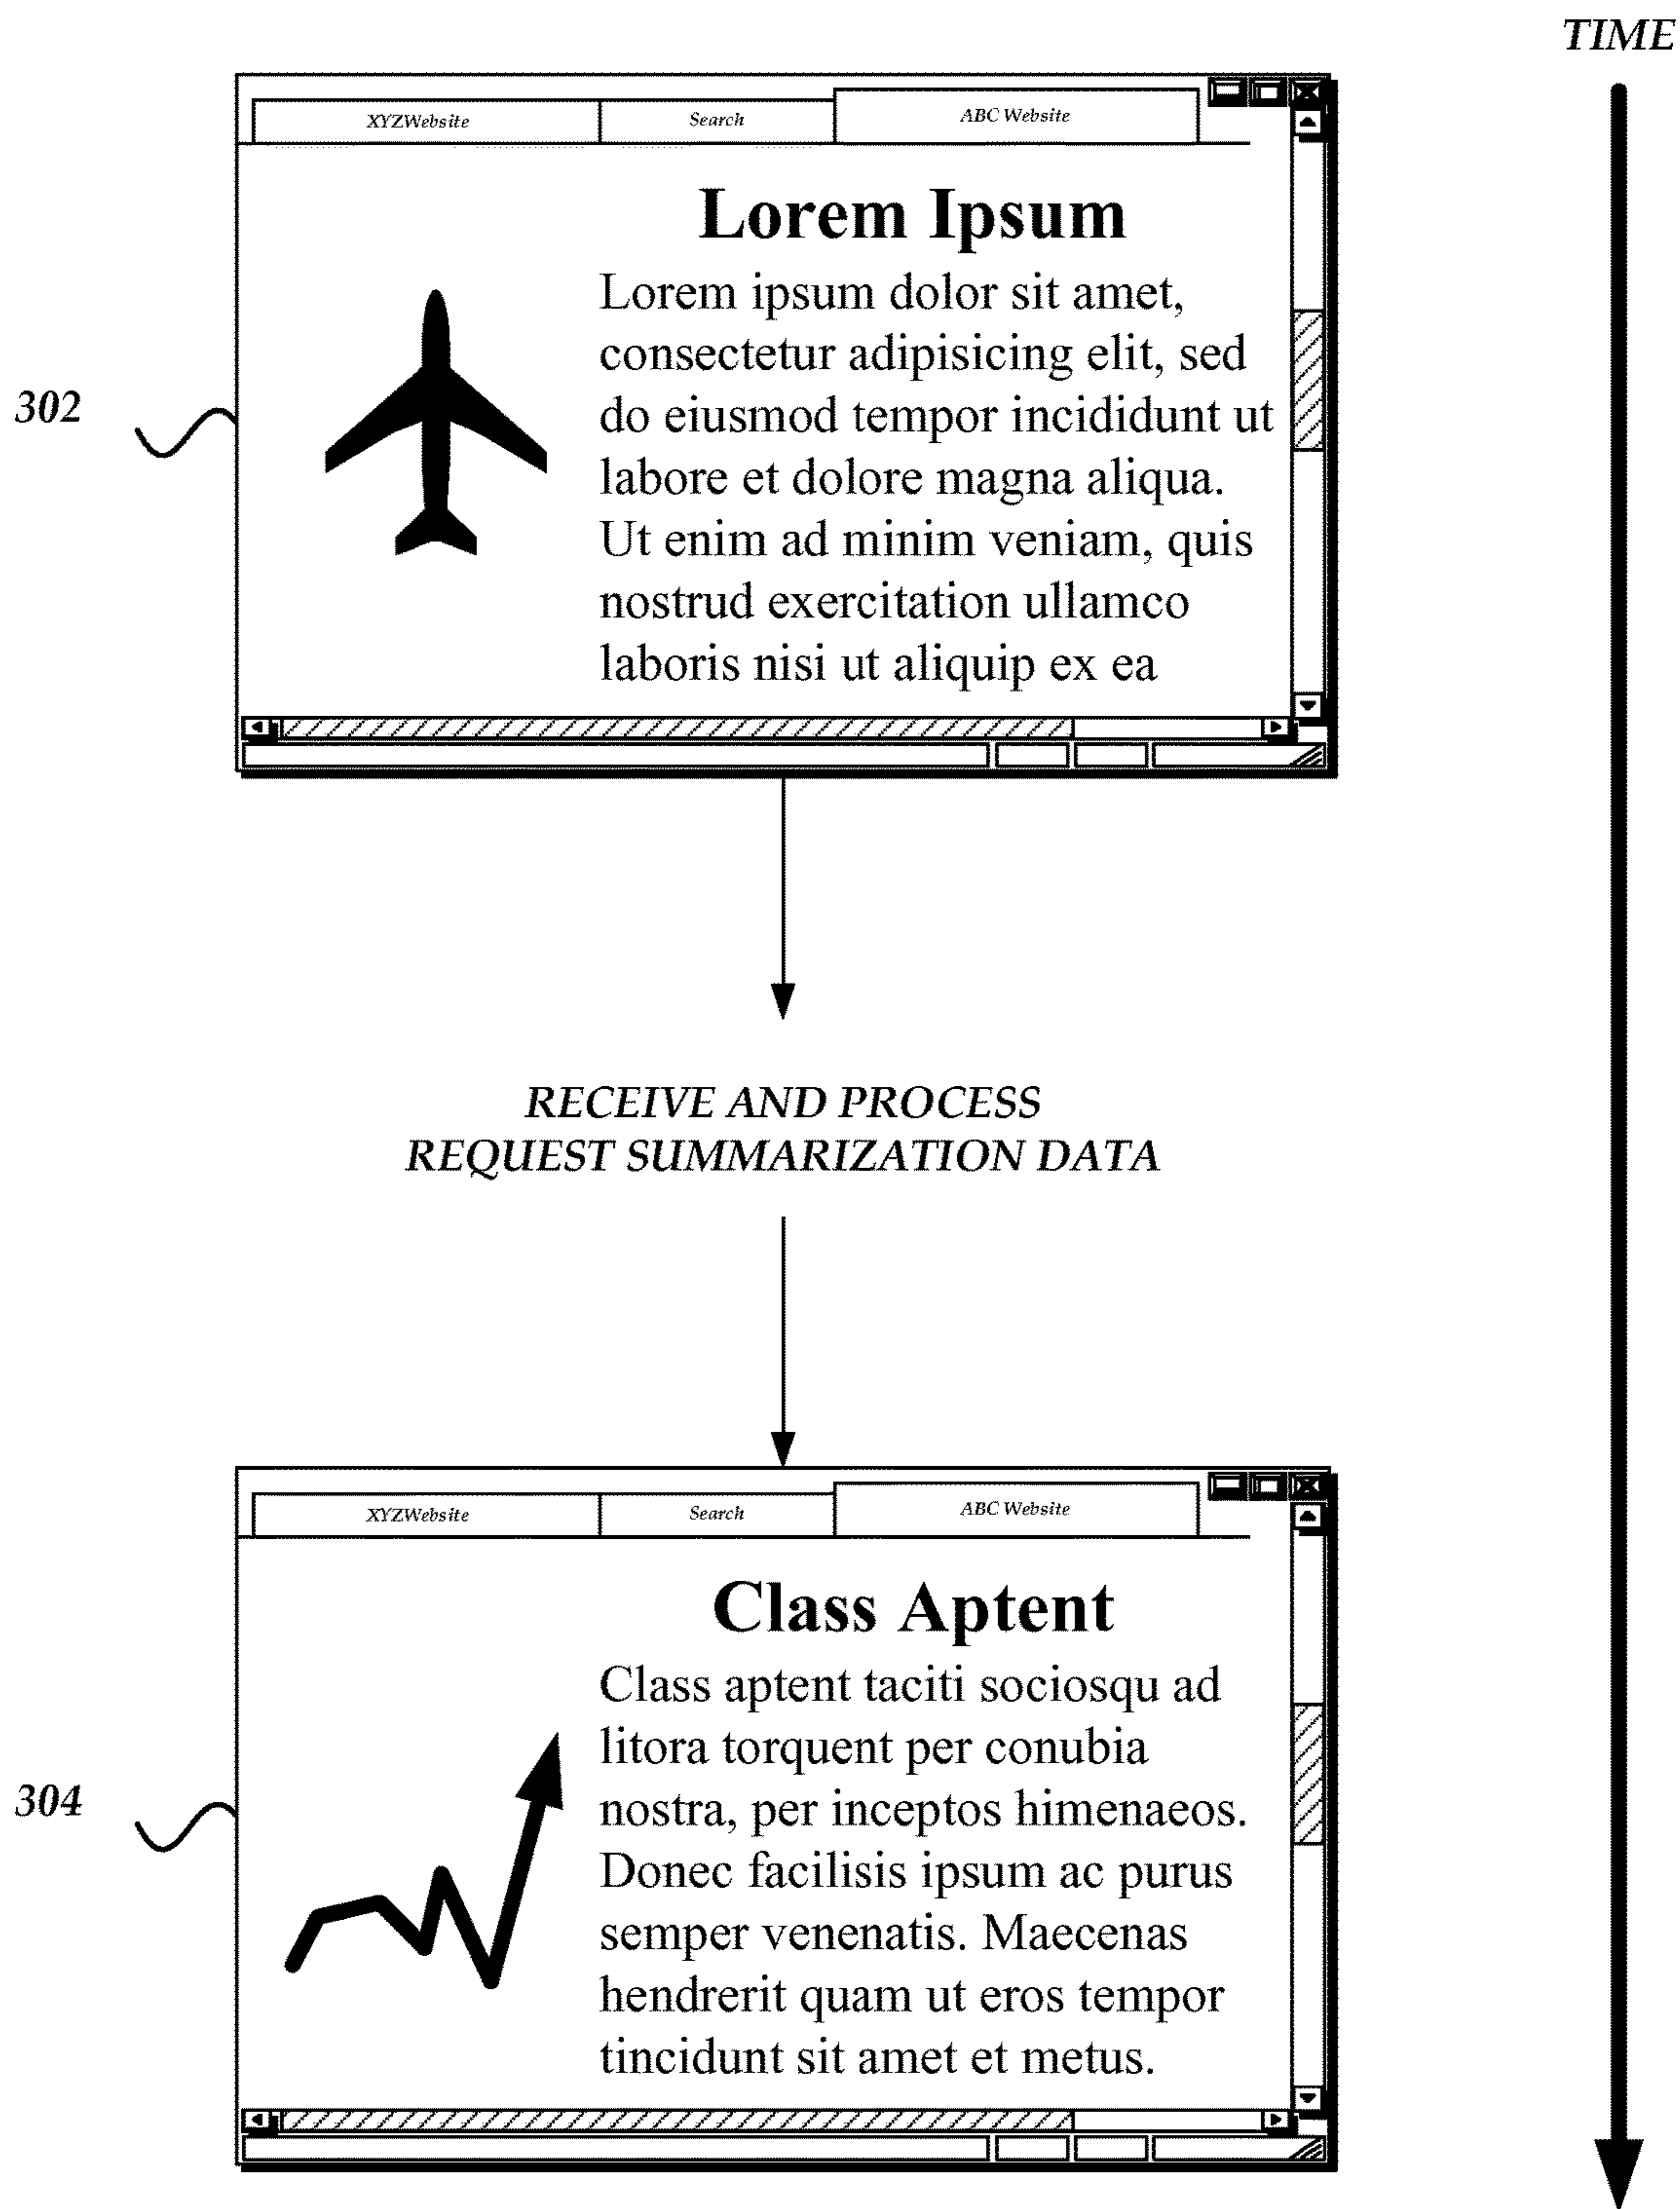 TIME
XYZWebsite
Search
ABC Website
Lorem Ipsum
Lorem ipsum dolor sit amet,
consectetur adipisicing elit, sed
do eiusmod tempor incididunt ut
labore et dolore magna aliqua.
Ut enim ad minim veniam, quis
nostrud exercitation ullamco
laboris nisi ut aliquip ex ea
302
RECEIVE AND PROCESS
REQUEST SUMMARIZATION DATA
XYZWebsite
Search
ABC Website
Class Aptent
Class aptent taciti sociosqu ad
litora torquent per conubia
nostra, per inceptos himenaeos.
Donec facilisis ipsum ac purus
semper venenatis. Maecenas
hendrerit quam ut eros tempor
tincidunt sit amet et metus.
304